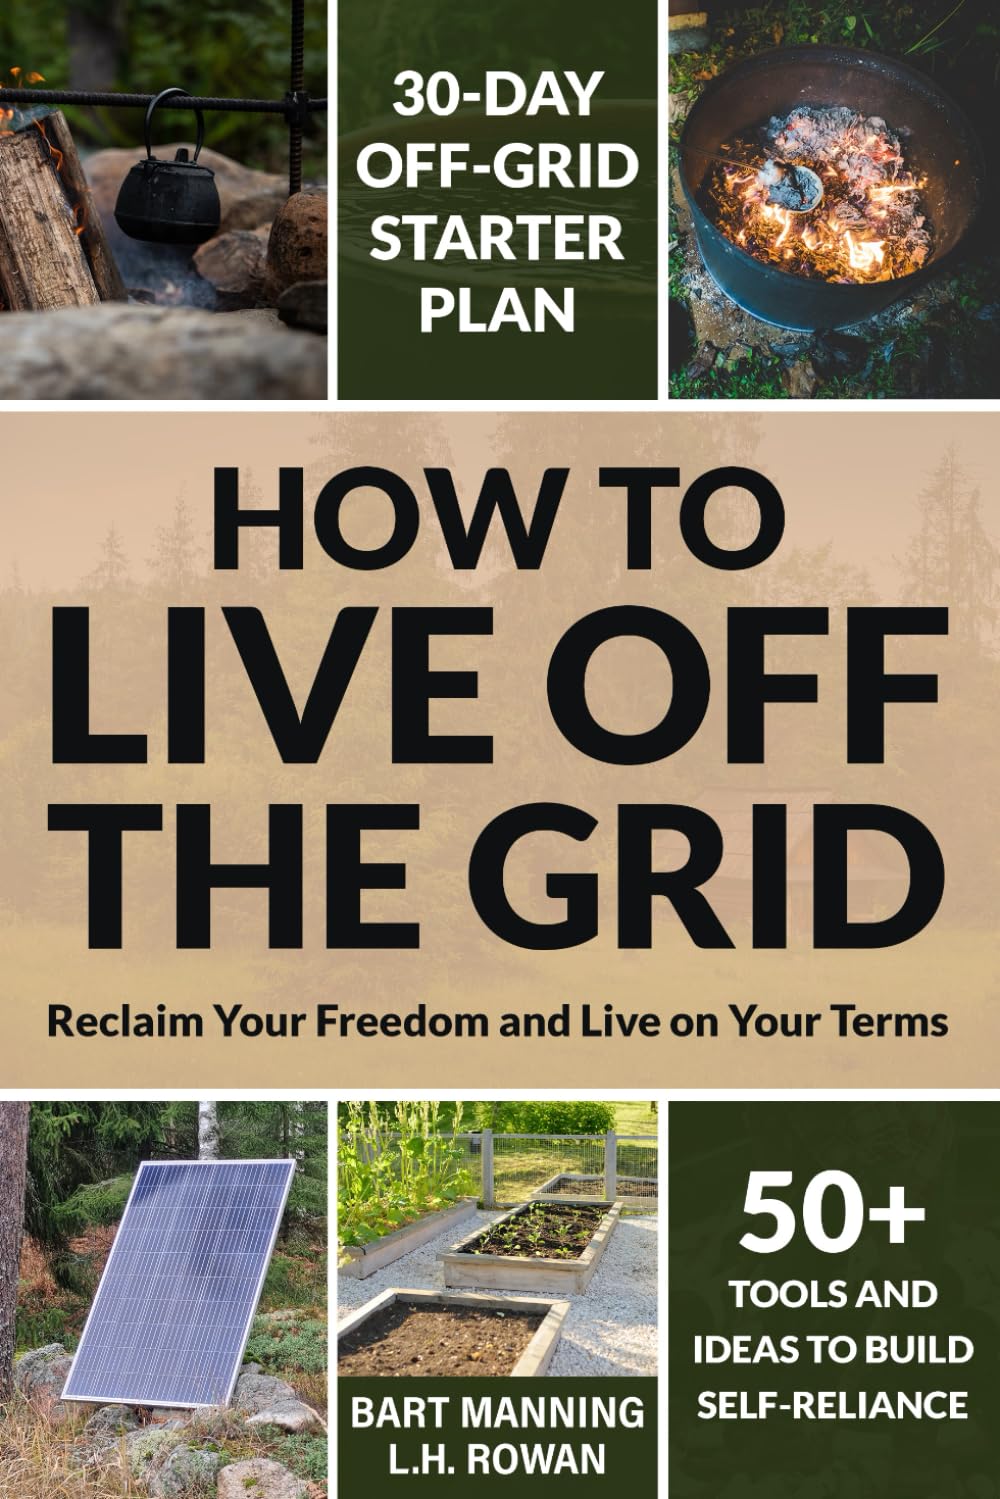 30-DAY
OFF-GRID
STARTER
PLAN
HOW TO
LIVE OFF
THE GRID
Reclaim Your Freedom and Live on Your Terms
BART MANNING
L.H. ROWAN
50+
TOOLS AND
IDEAS TO BUILD
SELF-RELIANCE